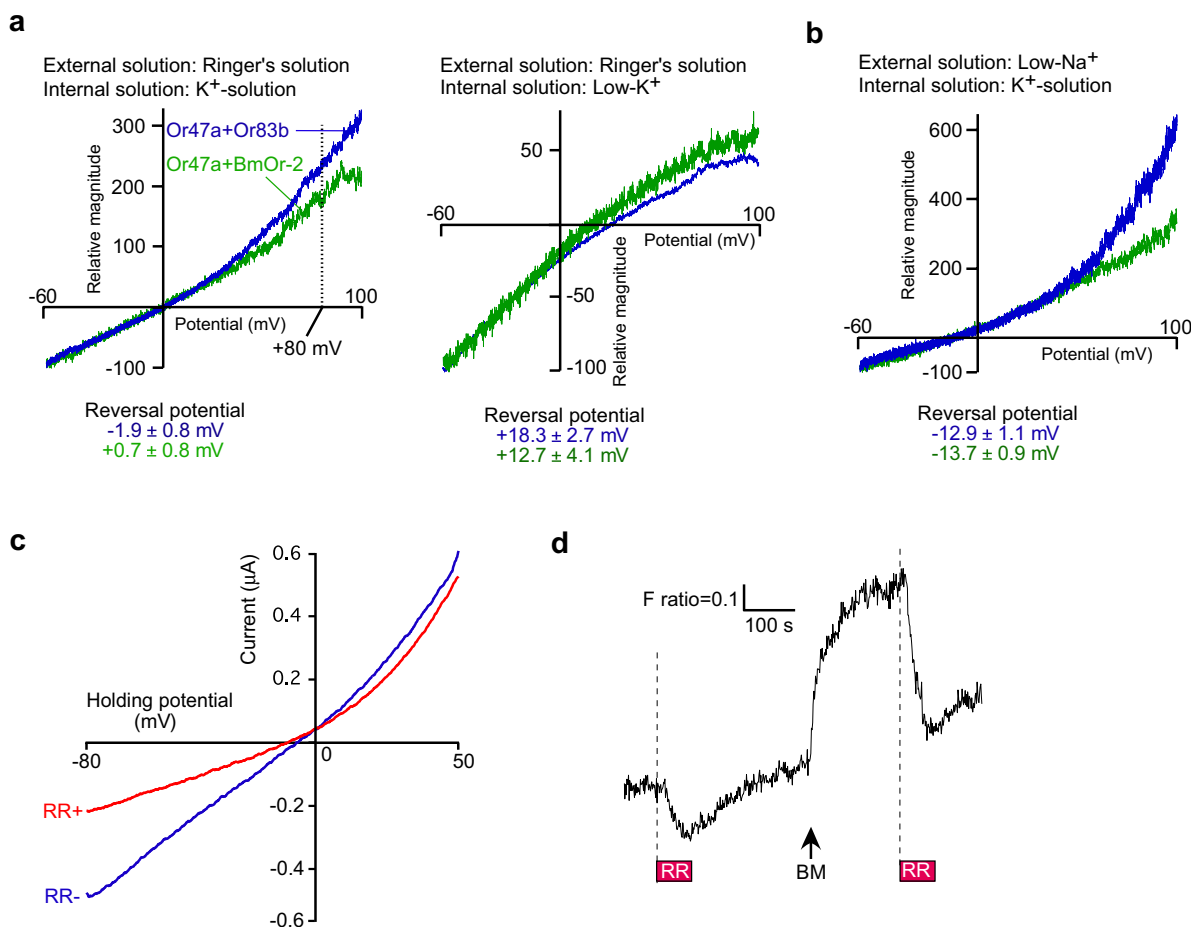 a
External solution: Ringer's solution
Internal solution: K+-solution
300
Or47a+Or83b
Or47a+BmOr-2
200
100
Relative magnitude
-60
100
Potential (mV)
+80 mV
-100
Reversal potential
-1.9 ± 0.8 mV
+0.7 ± 0.8 mV
External solution: Ringer's solution
Internal solution: Low-K+
50
-60
100
Potential (mV)
-50
-100
Relative magnitude
Reversal potential
+18.3 ± 2.7 mV
+12.7 ± 4.1 mV
b
External solution: Low-Na+
Internal solution: K+-solution
600
400
200
Relative magnitude
-60
100
Potential (mV)
-100
Reversal potential
-12.9 ± 1.1 mV
-13.7 ± 0.9 mV
c
0.6
0.4
0.2
Current (µA)
Holding potential
(mV)
-80
0
50
RR+
-0.2
-0.4
RR-
-0.6
d
F ratio=0.1
100 s
RR
BM
RR